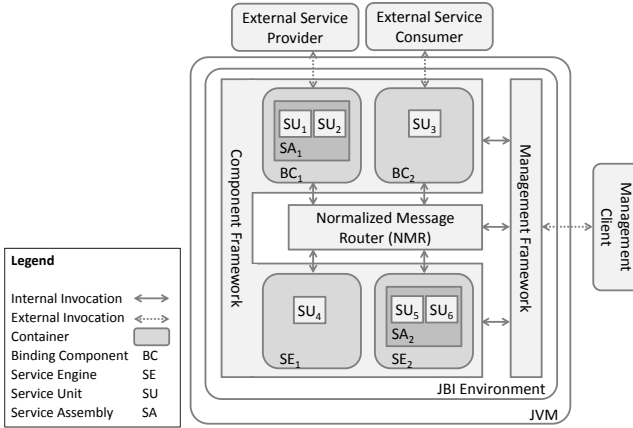 External Service
Provider
External Service
Consumer
SU1 SU2
SA1
BC1
SU3
BC2
Component Framework
Normalized Message
Router (NMR)
Management Framework
Management
Client
SU4
SE1
SU5 SU6
SA2
SE2
JBI Environment
JVM
Legend
Internal Invocation
External Invocation
Container
Binding Component BC
Service Engine SE
Service Unit SU
Service Assembly SA